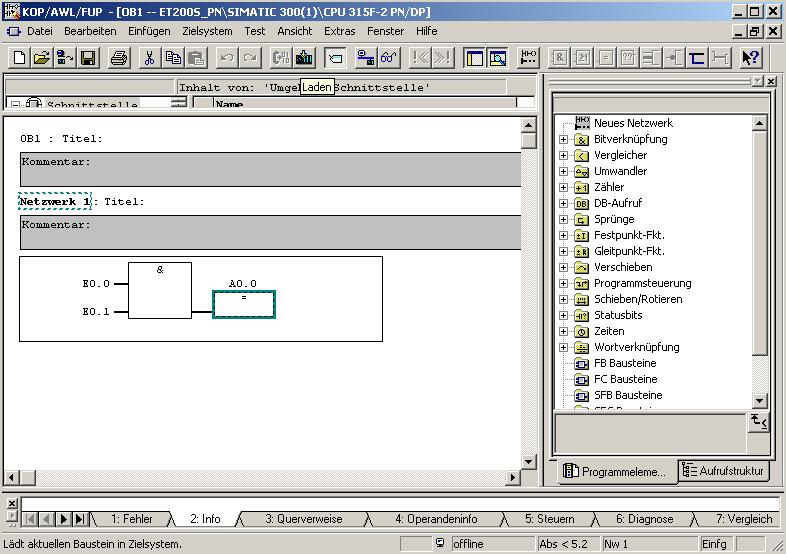 KOP/AWL/FUP - [OB1 -- ET200S_PN\SIMATIC 300(1)\CPU 315F-2 PN/DP]
Datei Bearbeiten Einfügen Zielsystem Test Ansicht Extras Fenster Hilfe
Laden
Inhalt von: 'Umge Schnittstelle'
Schnittstelle Name
OB1 : Titel:
Kommentar:
Netzwerk 1: Titel:
Kommentar:
&
E0.0
E0.1
A0.0
=
Neues Netzwerk
Bitverknüpfung
Vergleicher
Umwandler
Zähler
DB-Aufruf
Sprünge
Festpunkt-Fkt.
Gleitpunkt-Fkt.
Verschieben
Programmsteuerung
Schieben/Rotieren
Statusbits
Zeiten
Wortverknüpfung
FB Bausteine
FC Bausteine
SFB Bausteine
Programmeleme... Aufrufstruktur
1: Fehler 2: Info 3: Querverweise 4: Operandeninfo 5: Steuern 6: Diagnose 7: Vergleich
Lädt aktuellen Baustein in Zielsystem. offline Abs < 5.2 Nw 1 Einfg